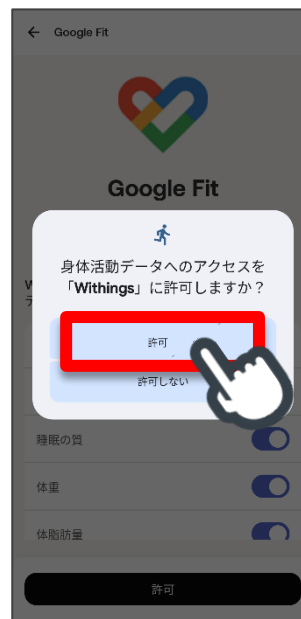 Google Fit
Google Fit
身体活動データへのアクセスを
「Withings」に許可しますか？
許可
許可しない
睡眠の質
体重
体脂肪量
許可